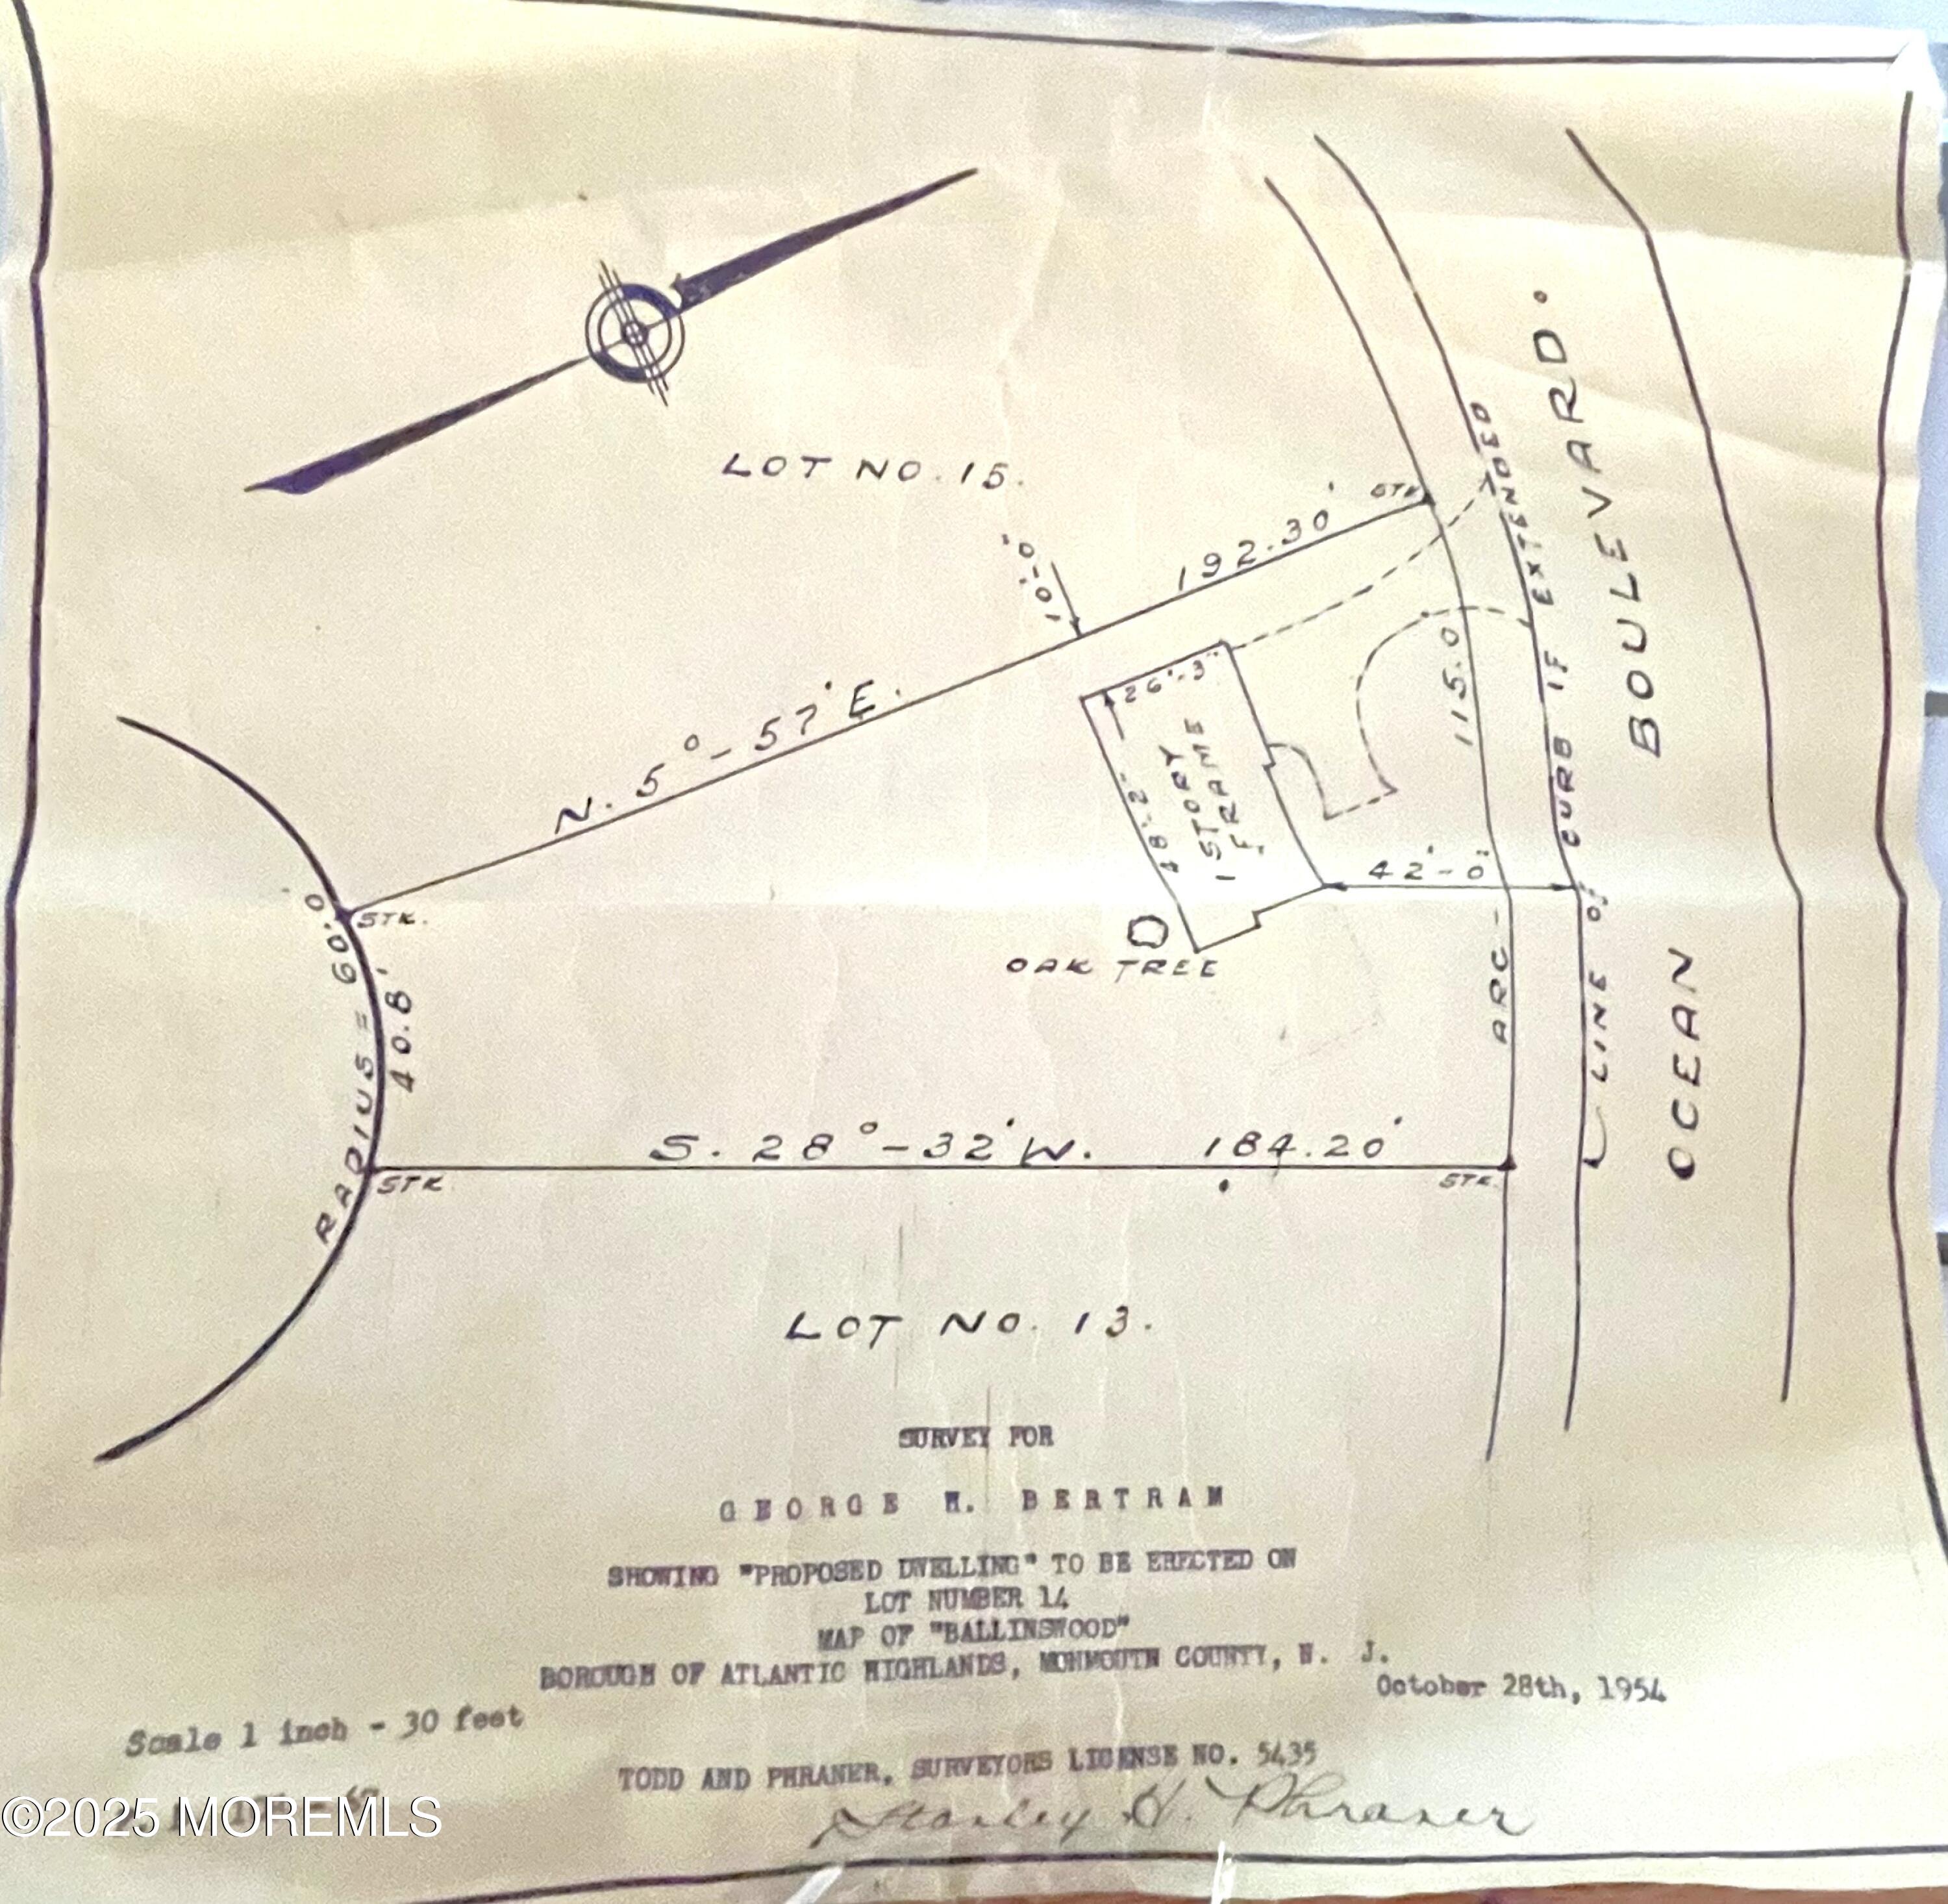 LOT NO. 15.
STK.
192.30'
10'-0"
N. 5°-57' E.
26'-3"
48'-2"
1 STORY
FRAME
115.0
ARC -
42'-0"
LINE OF CURB IF EXTENDED
OCEAN BOULEVARD.
STK.
RADIUS = 60.0'
40.8'
OAK TREE
S. 28°-32' W. 184.20'
STK
STK.
LOT NO. 13.
SURVEY FOR
GEORGE H. BERTRAM
SHOWING "PROPOSED DWELLING" TO BE ERECTED ON
LOT NUMBER 14
MAP OF "BALLINSWOOD"
BOROUGH OF ATLANTIC HIGHLANDS, MONMOUTH COUNTY, N. J.
October 28th, 1954
Scale 1 inch - 30 feet
TODD AND PHRANER, SURVEYORS LICENSE NO. 5435
Stanley H. Phraner
©2025 MOREMLS